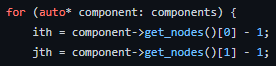 for (auto* component: components) {
ith = component->get_nodes()[0] - 1;
jth = component->get_nodes()[1] - 1;